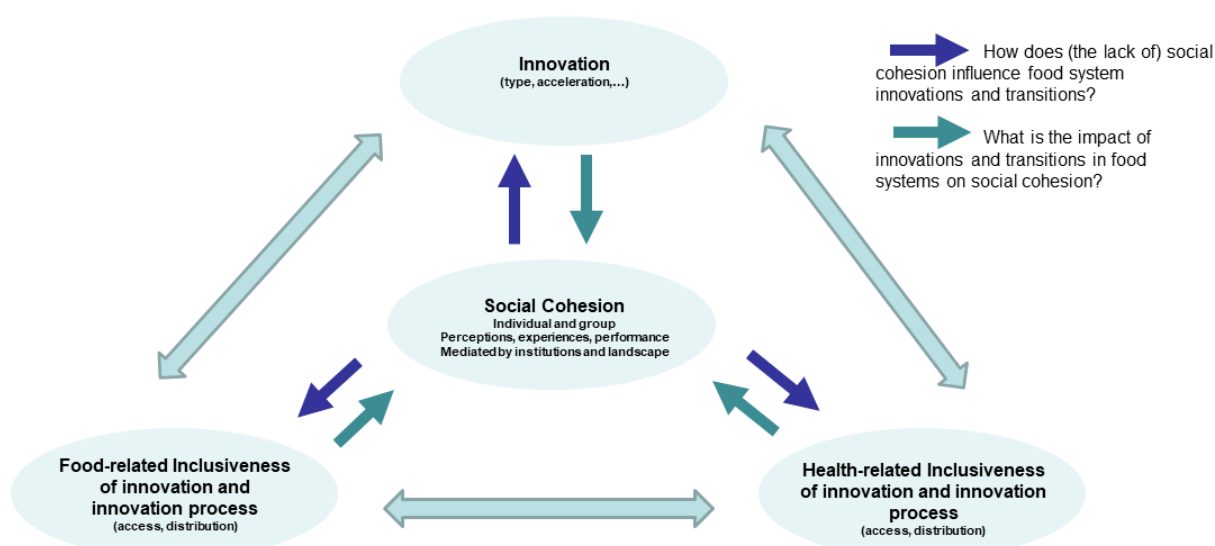 Innovation
(type, acceleration,...)
How does (the lack of) social
cohesion influence food system
innovations and transitions?
What is the impact of
innovations and transitions in food
systems on social cohesion?
Social Cohesion
Individual and group
Perceptions, experiences, performance
Mediated by institutions and landscape
Food-related Inclusiveness
of innovation and
innovation process
(access, distribution)
Health-related Inclusiveness
of innovation and innovation
process
(access, distribution)